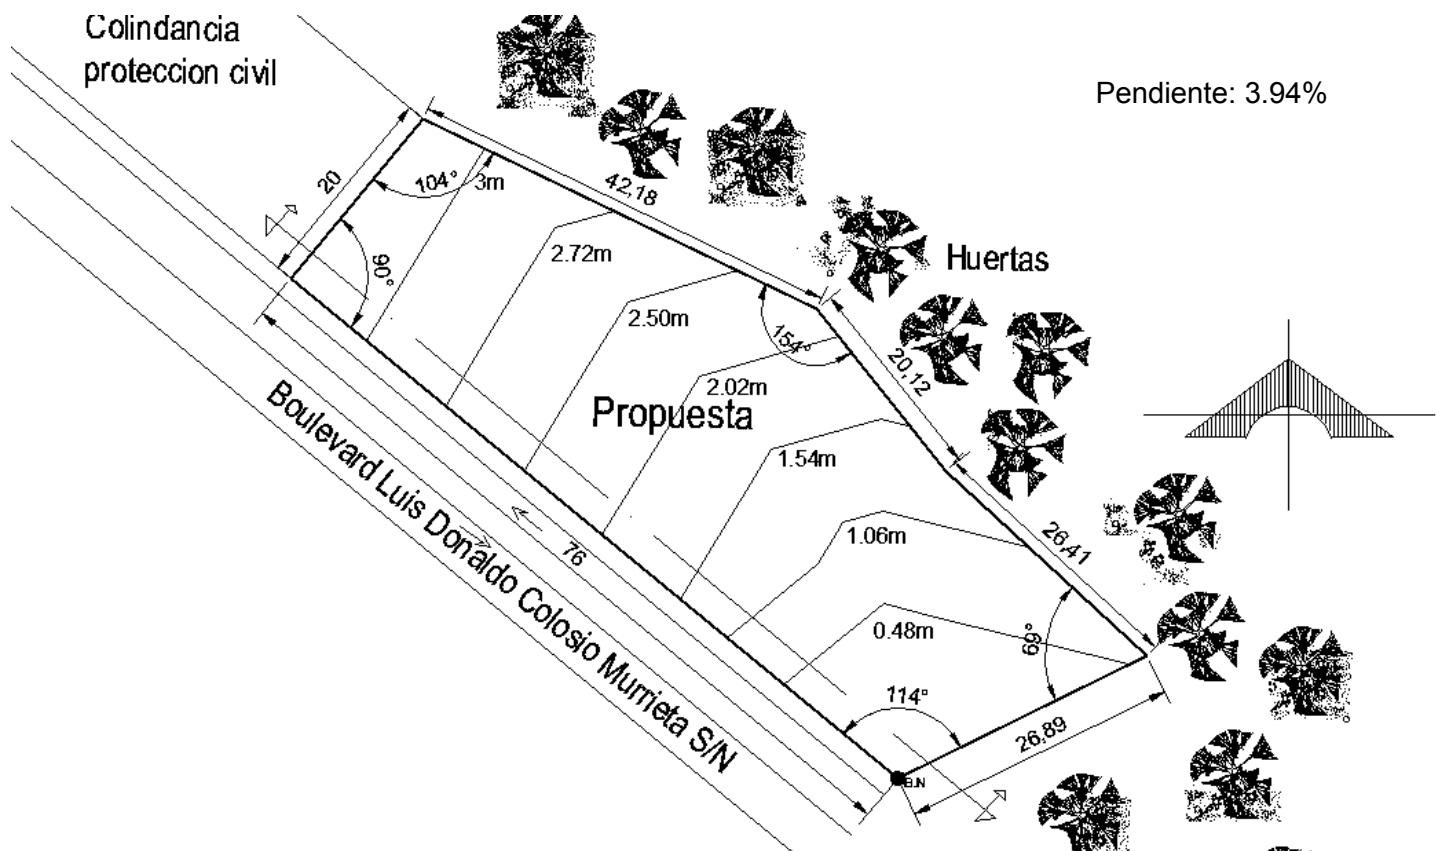 Colindancia
proteccion civil
Pendiente: 3.94%
20
104°
3m
42,18
90°
2.72m
2.50m
154°
Huertas
20,12
2.02m
Propuesta
1.54m
Boulevard Luis Donaldo Colosio Murrieta S/N
76
1.06m
26,41
0.48m
69°
114°
26,89
B.N